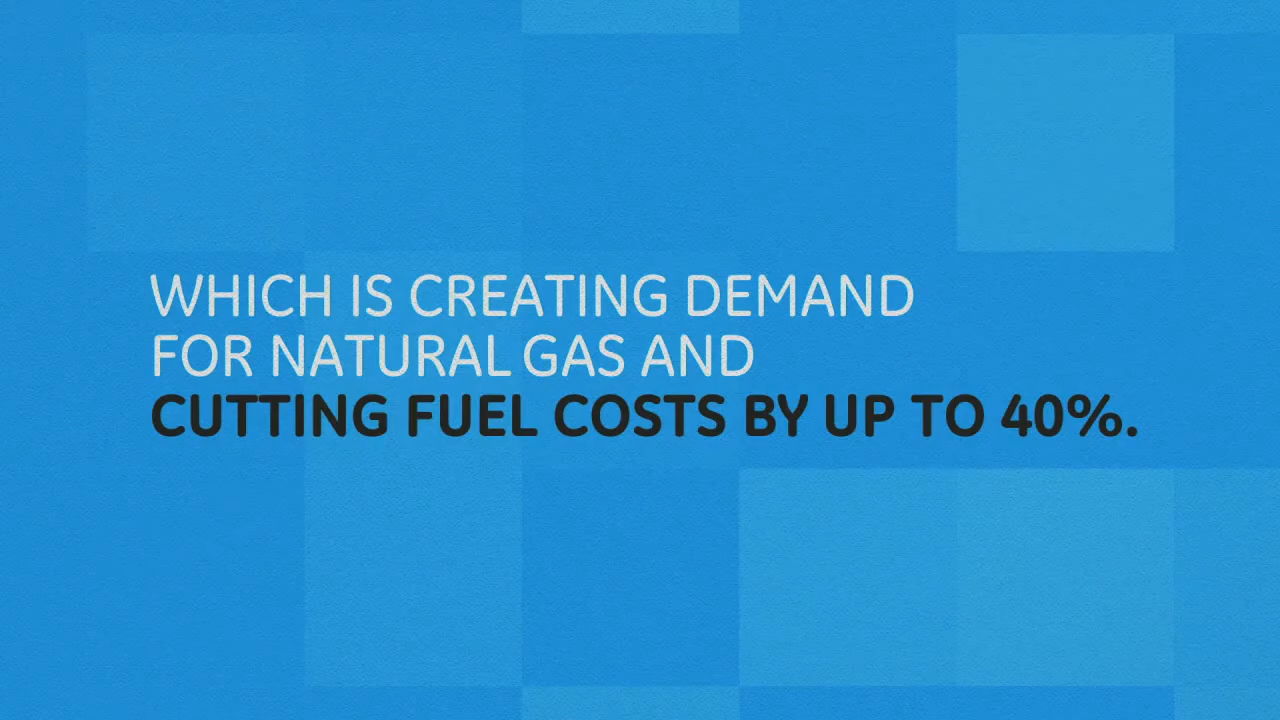 WHICH IS CREATING DEMAND
FOR NATURAL GAS AND
CUTTING FUEL COSTS BY UP TO 40%.